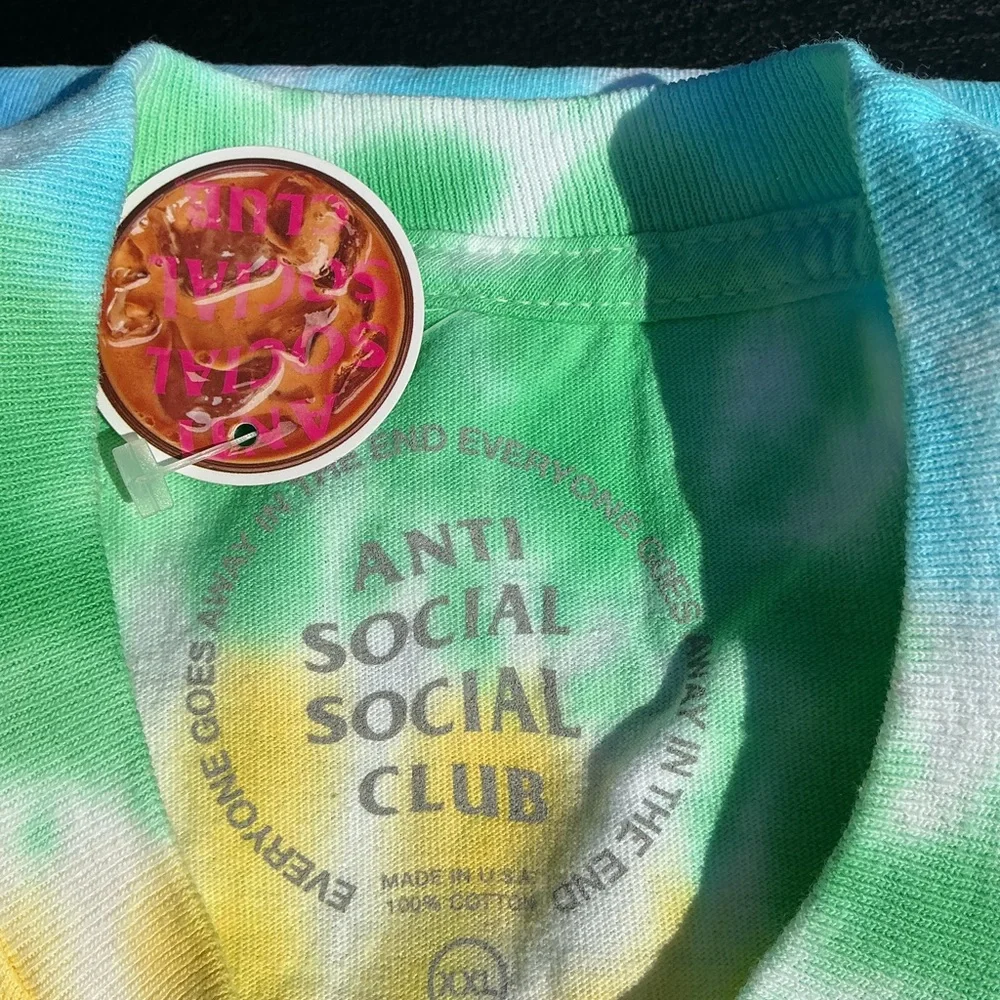 ANTI
SOCIAL
SOCIAL
CLUB
EVERYONE GOES AWAY IN THE END EVERYONE GOES AWAY IN THE END
ANTI
SOCIAL
SOCIAL
CLUB
MADE IN U.S.A.
100% COTTON
XXL